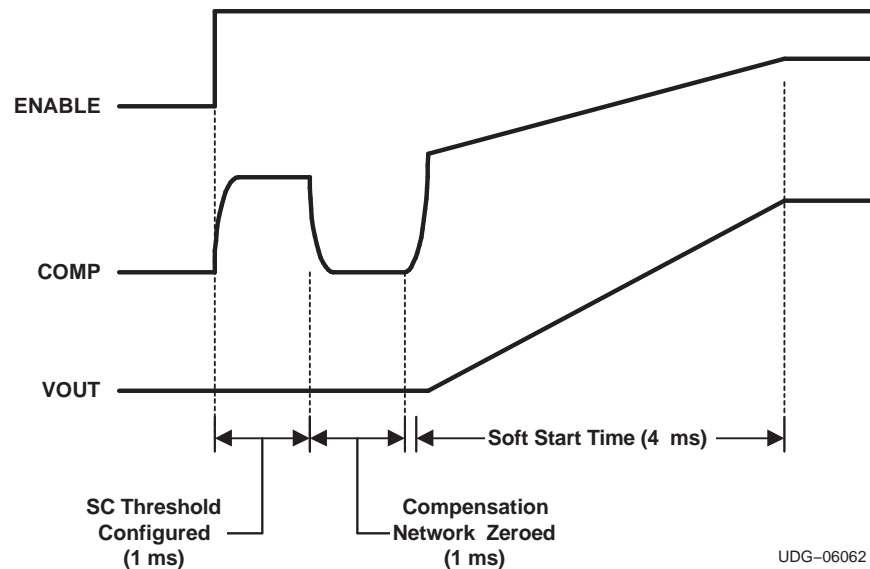 ENABLE
COMP
VOUT
Soft Start Time (4 ms)
SC Threshold
Configured
(1 ms)
Compensation
Network Zeroed
(1 ms)
UDG−06062